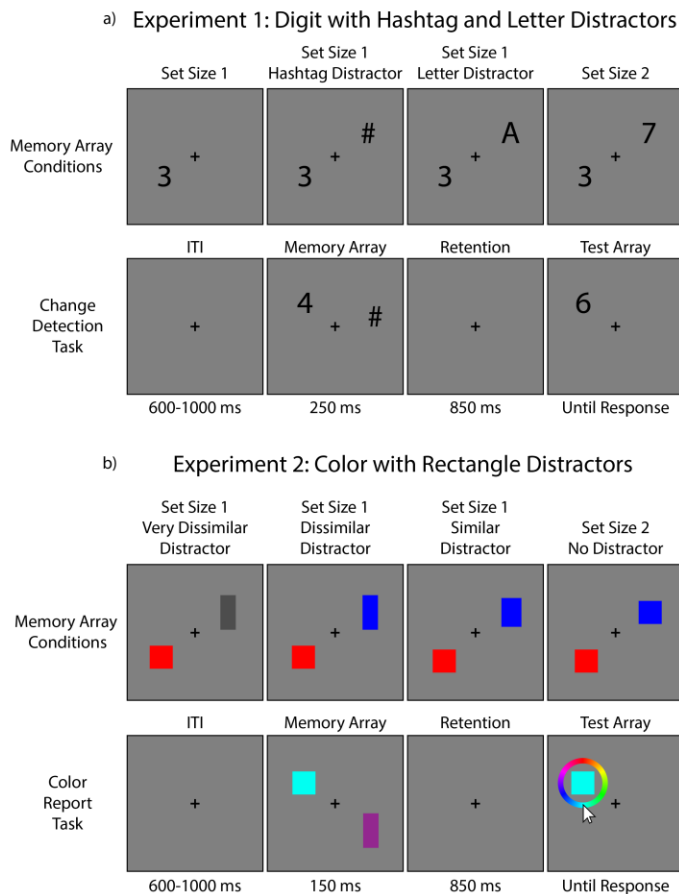 a) Experiment 1: Digit with Hashtag and Letter Distractors
Set Size 1
Set Size 1
Hashtag Distractor
Set Size 1
Letter Distractor
Set Size 2
Memory Array
Conditions
3 +
3 + #
3 + A
3 + 7
ITI
Memory Array
Retention
Test Array
Change
Detection
Task
+
4 + #
+
6 +
600-1000 ms
250 ms
850 ms
Until Response
b) Experiment 2: Color with Rectangle Distractors
Set Size 1
Very Dissimilar
Distractor
Set Size 1
Dissimilar
Distractor
Set Size 1
Similar
Distractor
Set Size 2
No Distractor
Memory Array
Conditions
+
+
+
+
ITI
Memory Array
Retention
Test Array
Color
Report
Task
+
+
+
+
600-1000 ms
150 ms
850 ms
Until Response